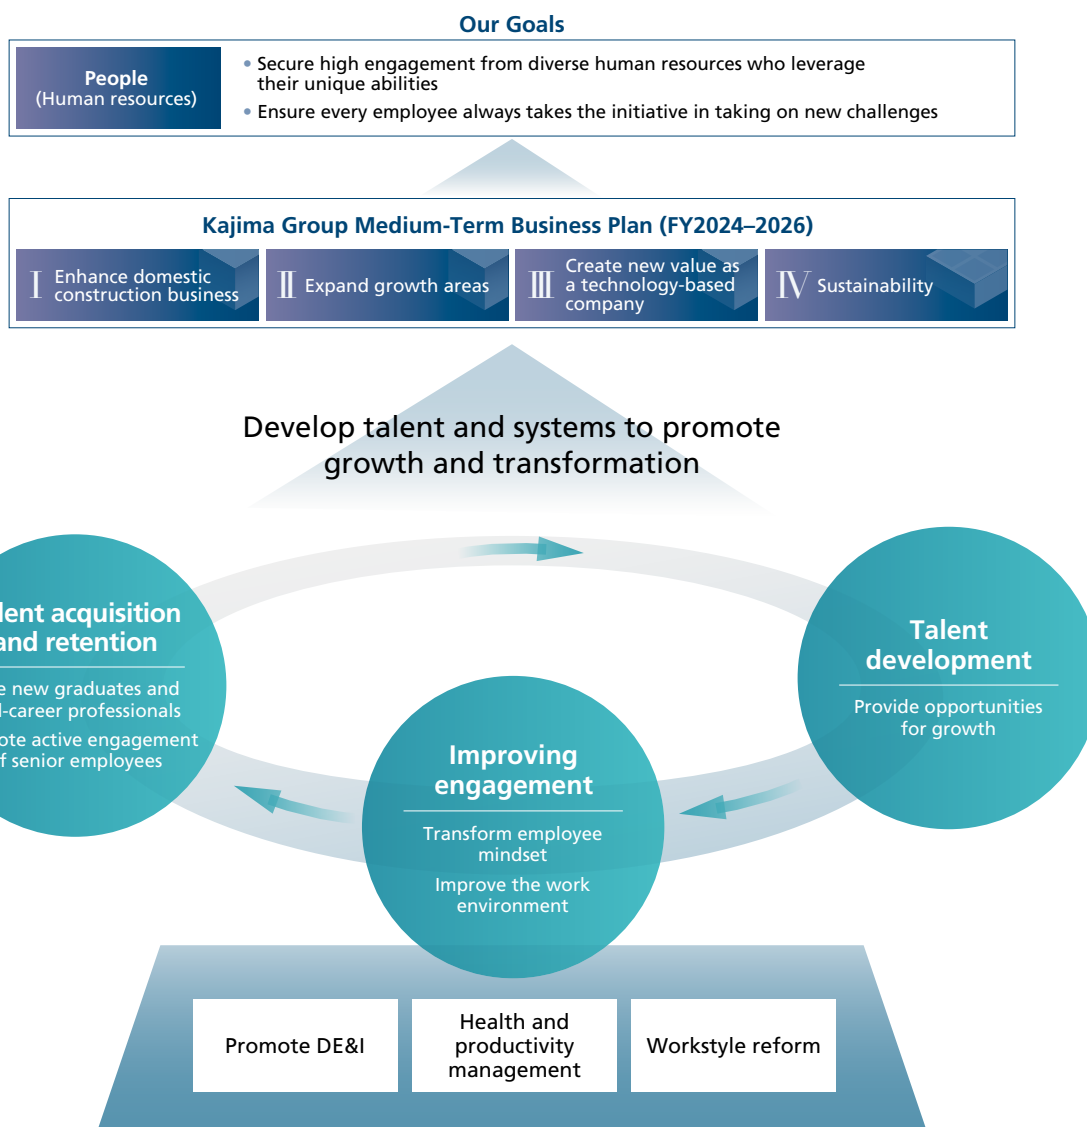 Our Goals
People
(Human resources)
• Secure high engagement from diverse human resources who leverage
their unique abilities
• Ensure every employee always takes the initiative in taking on new challenges
Kajima Group Medium-Term Business Plan (FY2024–2026)
I Enhance domestic
construction business
II Expand growth areas
III Create new value as
a technology-based
company
IV Sustainability
Develop talent and systems to promote
growth and transformation
acquisition
and retention
new graduates and
-career professionals
active engagement
senior employees
Talent
development
Provide opportunities
for growth
Improving
engagement
Transform employee
mindset
Improve the work
environment
Promote DE&I
Health and
productivity
management
Workstyle reform